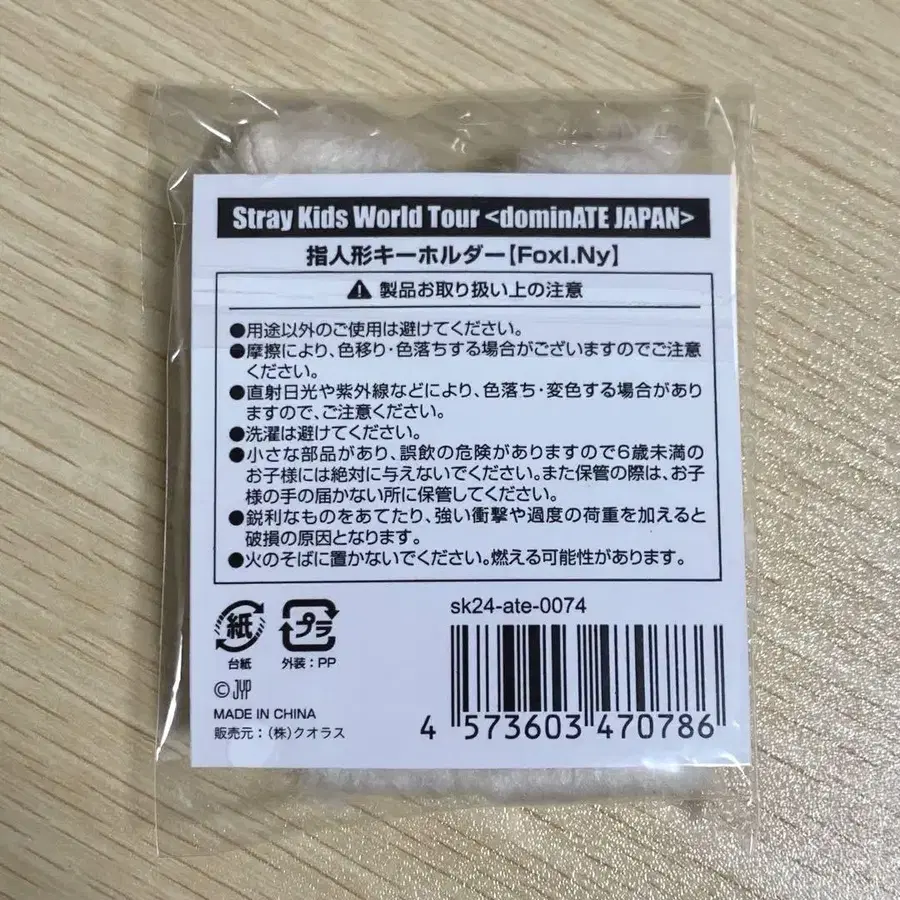 Stray Kids World Tour <dominATE JAPAN>
指人形キーホルダー【FoxI.Ny】
製品お取り扱い上の注意
●用途以外のご使用は避けてください。
●摩擦により、色移り・色落ちする場合がございますのでご注意
ください。
●直射日光や紫外線などにより、色落ち・変色する場合があり
ますので、ご注意ください。
●洗濯は避けてください。
●小さな部品があり、誤飲の危険がありますので6歳未満の
お子様には絶対に与えないでください。また保管の際は、お子
様の手の届かない所に保管してください。
●鋭利なものをあてたり、強い衝撃や過度の荷重を加えると
破損の原因となります。
●火のそばに置かないでください。燃える可能性があります。
紙
プラ
台紙
外装:PP
© JYP
MADE IN CHINA
販売元:(株)クオラス
sk24-ate-0074
4 573603 470786